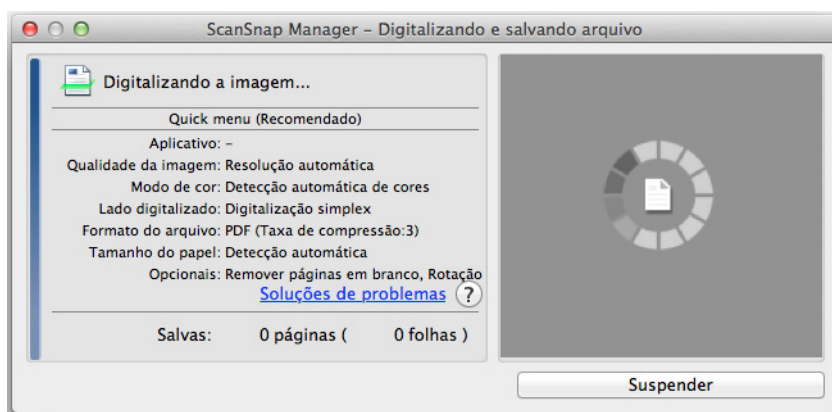 ScanSnap Manager – Digitalizando e salvando arquivo
Digitalizando a imagem...
Quick menu (Recomendado)
Aplicativo: –
Qualidade da imagem: Resolução automática
Modo de cor: Detecção automática de cores
Lado digitalizado: Digitalização simplex
Formato do arquivo: PDF (Taxa de compressão:3)
Tamanho do papel: Detecção automática
Opcionais: Remover páginas em branco, Rotação
Soluções de problemas ?
Salvas: 0 páginas ( 0 folhas )
Suspender